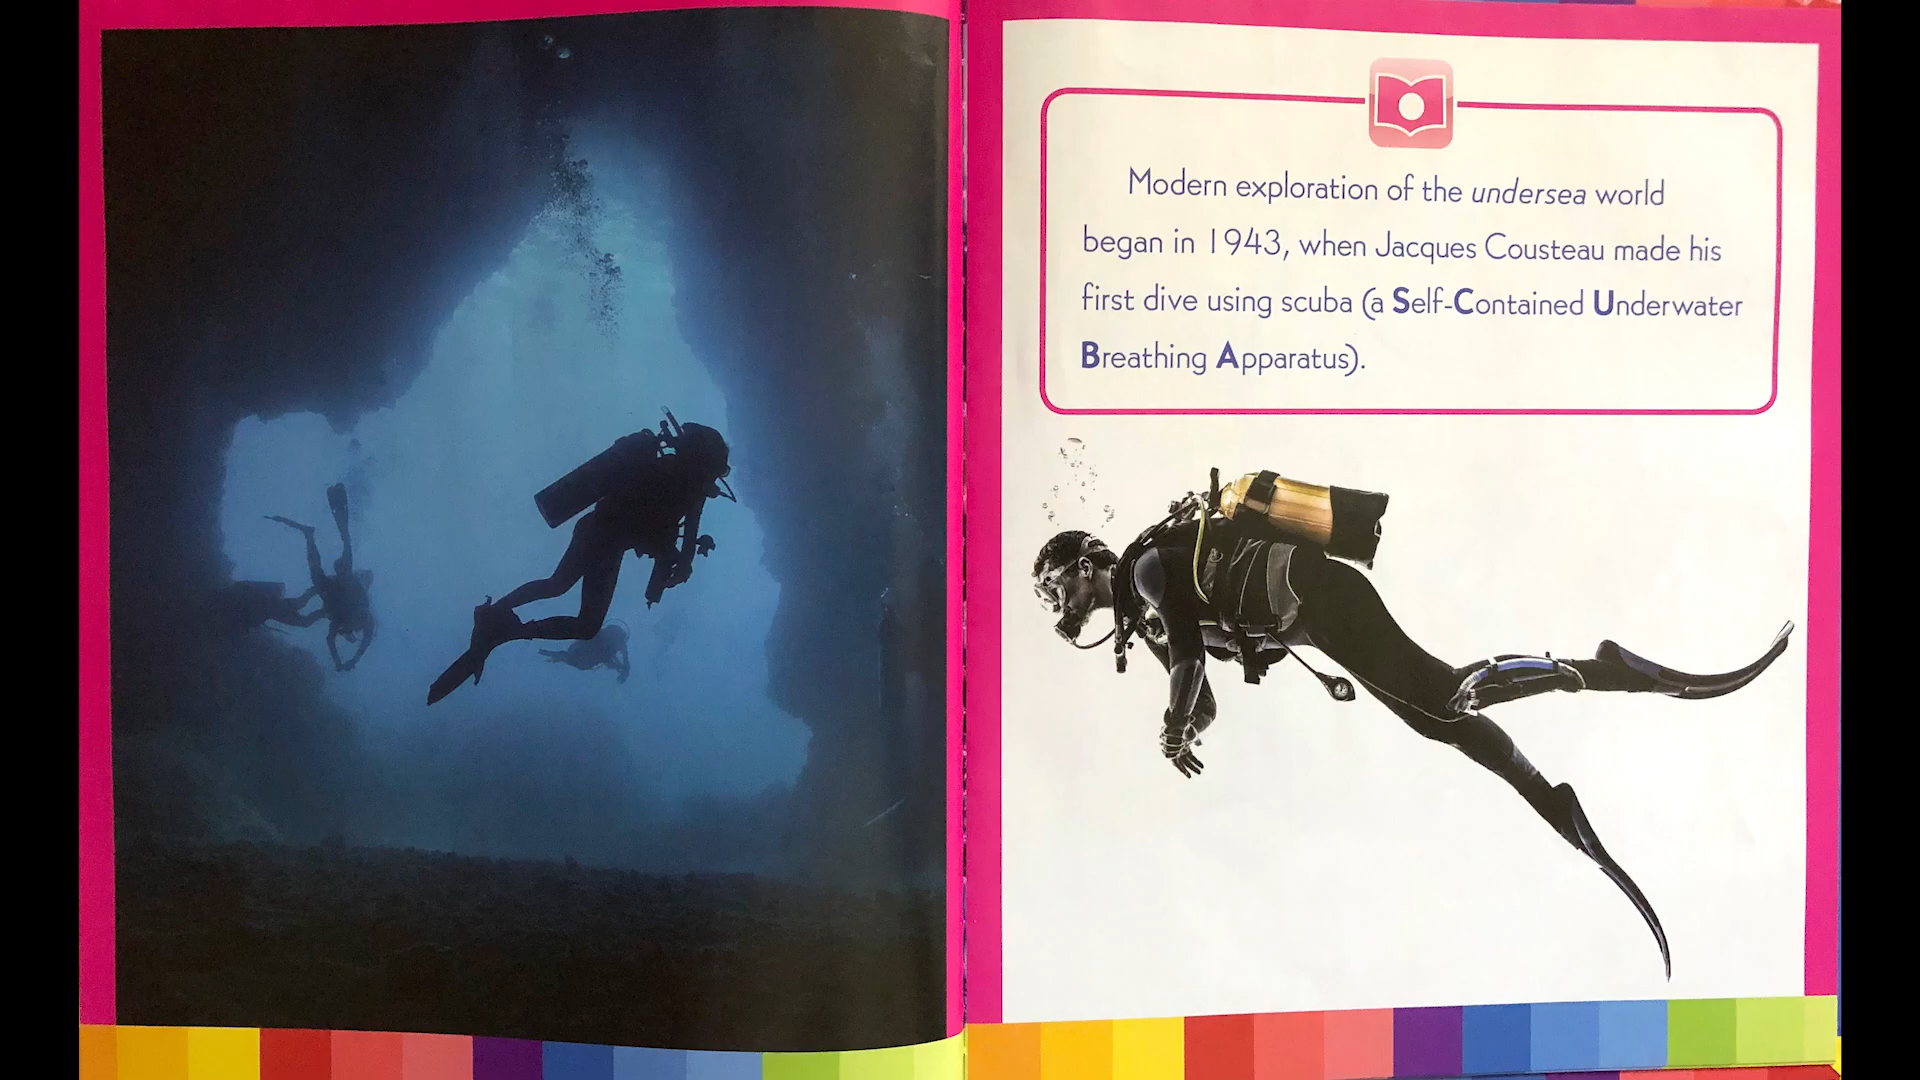 Modern exploration of the undersea world
began in 1943, when Jacques Cousteau made his
first dive using scuba (a Self-Contained Underwater
Breathing Apparatus).